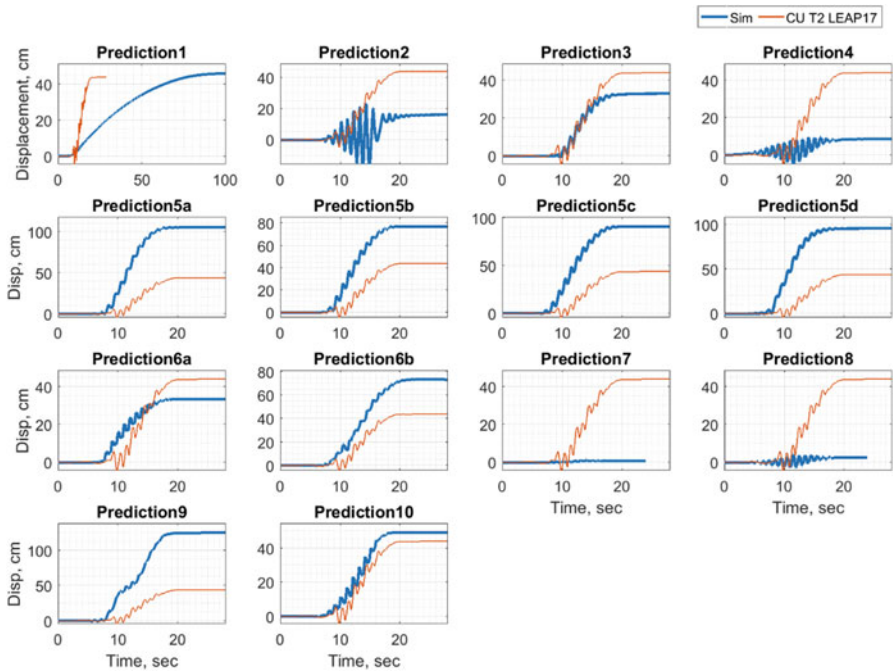 Sim CU T2 LEAP17
Prediction1 Prediction2 Prediction3 Prediction4
Displacement, cm
40
20
0
0 50 100
40
20
0
0 10 20
40
20
0
0 10 20
40
20
0
0 10 20
Prediction5a Prediction5b Prediction5c Prediction5d
Disp, cm
100
50
0
0 10 20
80
60
40
20
0
0 10 20
100
50
0
0 10 20
100
50
0
0 10 20
Prediction6a Prediction6b Prediction7 Prediction8
Disp, cm
40
20
0
0 10 20
80
60
40
20
0
0 10 20
40
20
0
0 10 20
Time, sec
40
20
0
0 10 20
Time, sec
Prediction9 Prediction10
Disp, cm
100
50
0
0 10 20
Time, sec
40
20
0
0 10 20
Time, sec